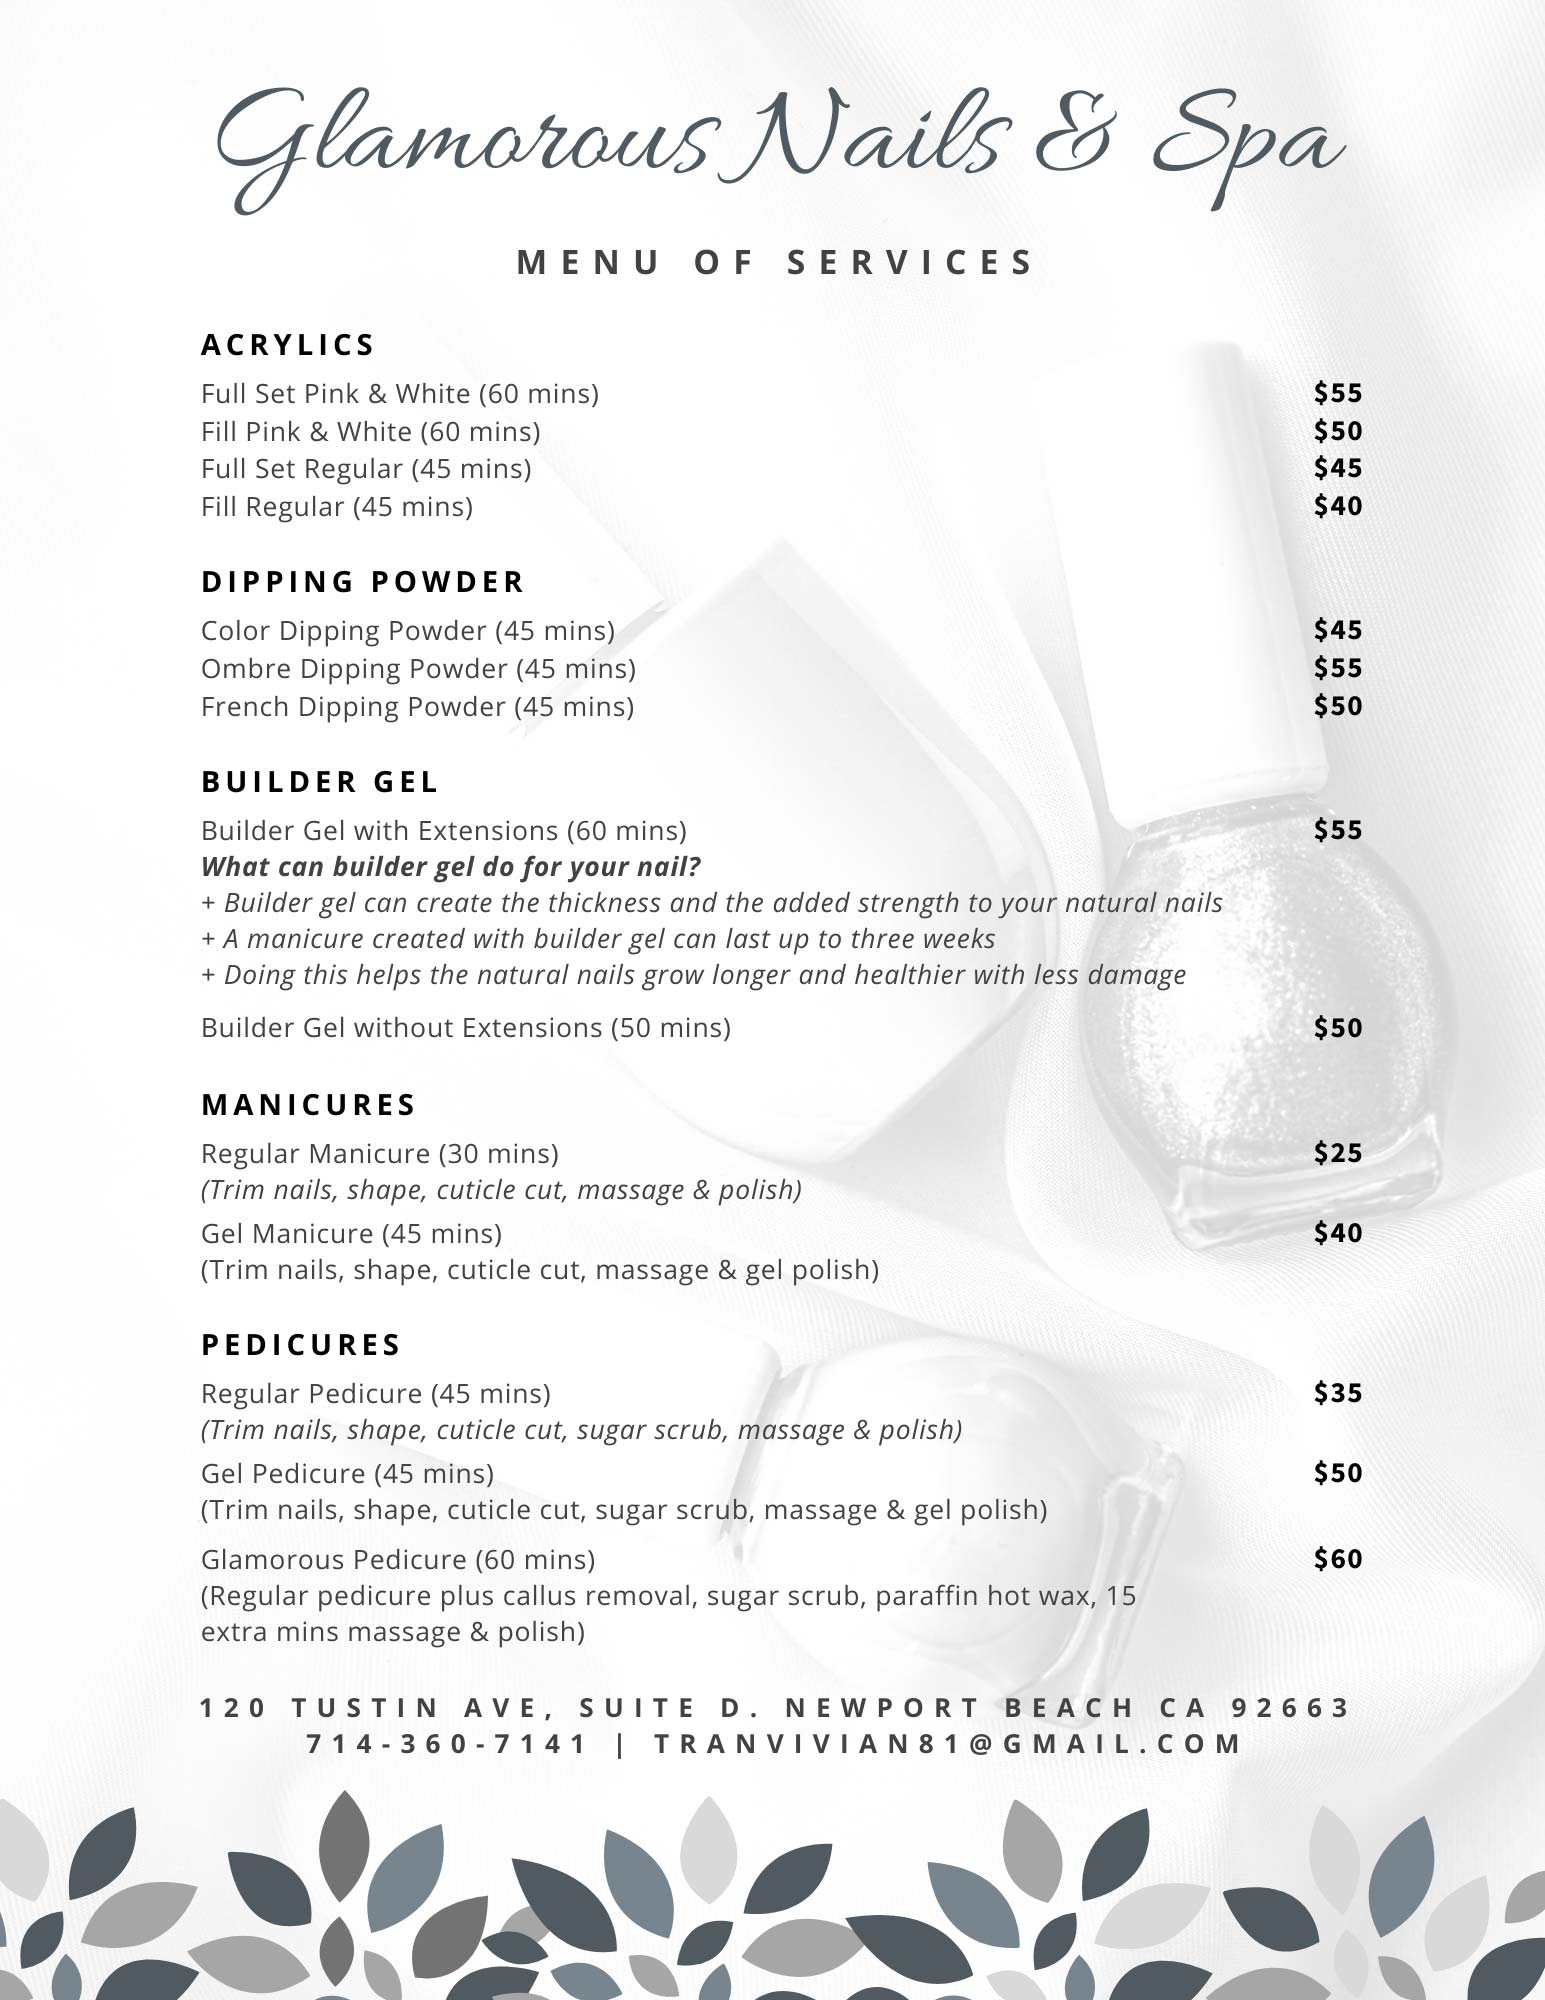 Glamorous Nails & Spa
MENU OF SERVICES
ACRYLICS
Full Set Pink & White (60 mins) $55
Fill Pink & White (60 mins) $50
Full Set Regular (45 mins) $45
Fill Regular (45 mins) $40
DIPPING POWDER
Color Dipping Powder (45 mins) $45
Ombre Dipping Powder (45 mins) $55
French Dipping Powder (45 mins) $50
BUILDER GEL
Builder Gel with Extensions (60 mins) $55
What can builder gel do for your nail?
+ Builder gel can create the thickness and the added strength to your natural nails
+ A manicure created with builder gel can last up to three weeks
+ Doing this helps the natural nails grow longer and healthier with less damage
Builder Gel without Extensions (50 mins) $50
MANICURES
Regular Manicure (30 mins) $25
(Trim nails, shape, cuticle cut, massage & polish)
Gel Manicure (45 mins) $40
(Trim nails, shape, cuticle cut, massage & gel polish)
PEDICURES
Regular Pedicure (45 mins) $35
(Trim nails, shape, cuticle cut, sugar scrub, massage & polish)
Gel Pedicure (45 mins) $50
(Trim nails, shape, cuticle cut, sugar scrub, massage & gel polish)
Glamorous Pedicure (60 mins) $60
(Regular pedicure plus callus removal, sugar scrub, paraffin hot wax, 15
extra mins massage & polish)
120 TUSTIN AVE, SUITE D. NEWPORT BEACH CA 92663
714-360-7141 | TRANVIVIAN81@GMAIL.COM